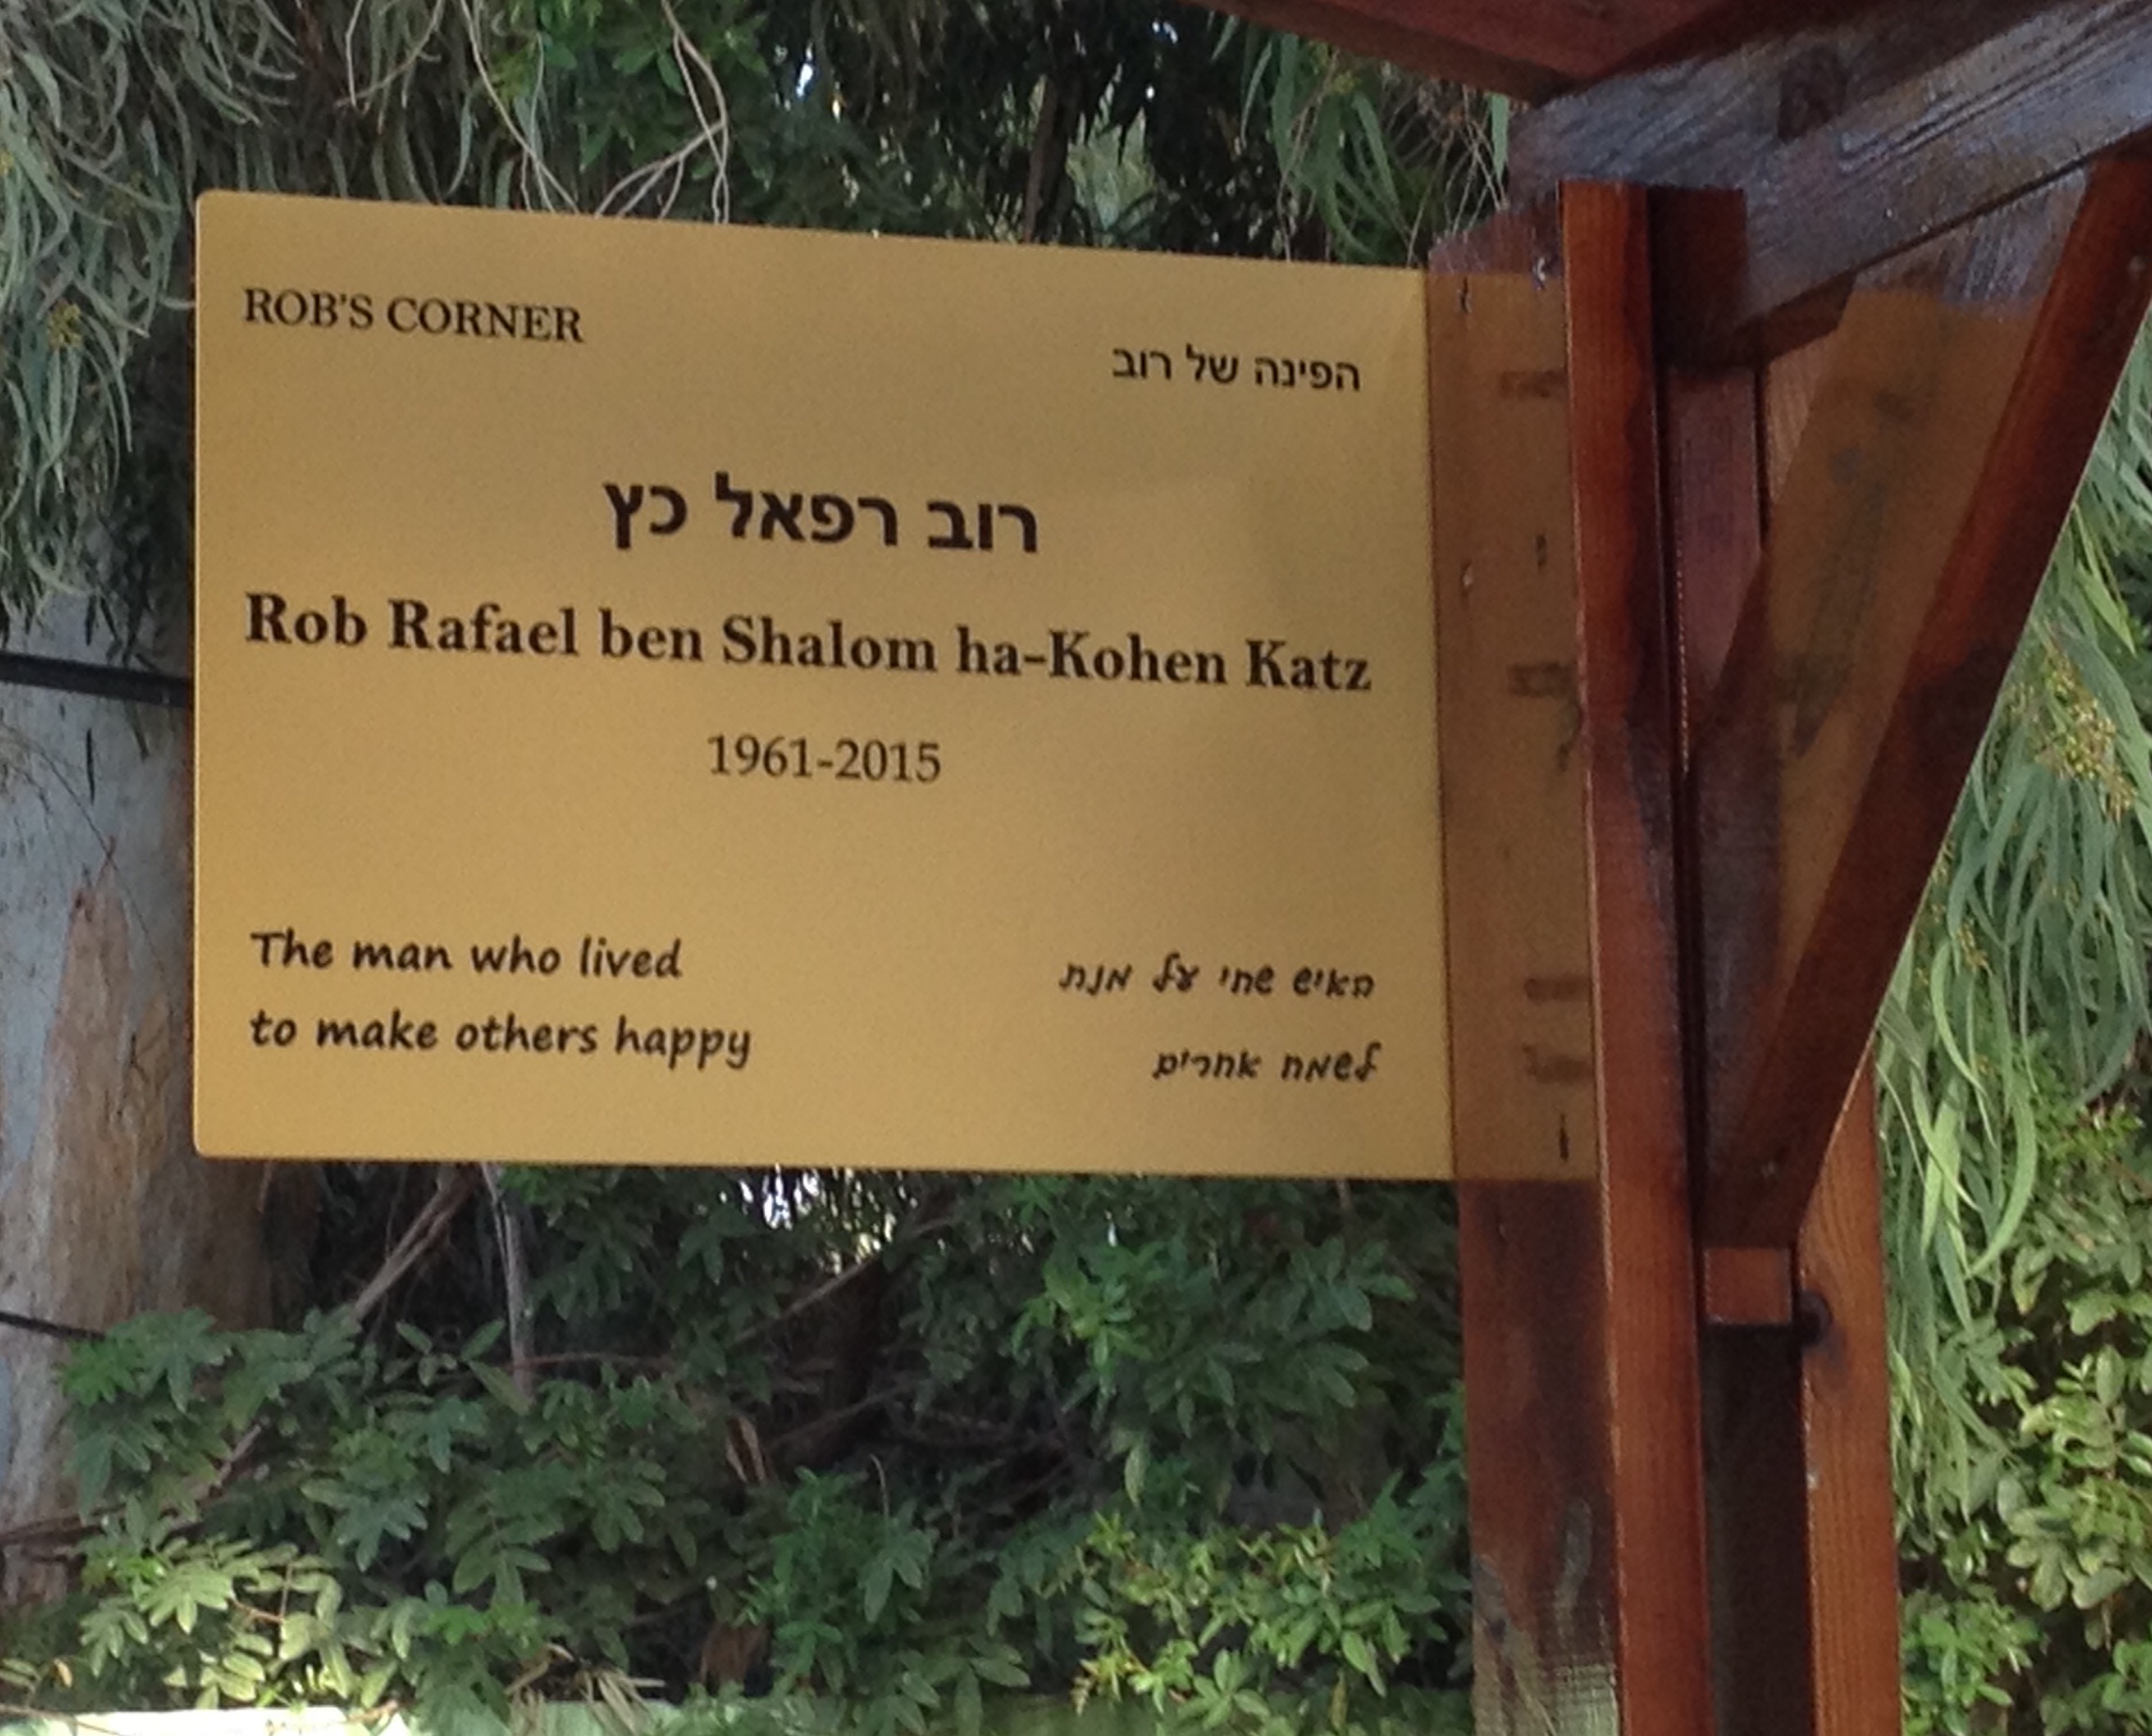 ROB'S CORNER
הפינה של רוב
רוב רפאל כץ
Rob Rafael ben Shalom ha-Kohen Katz
1961-2015
The man who lived
to make others happy
האיש שחי על מנת
לשמח אחרים